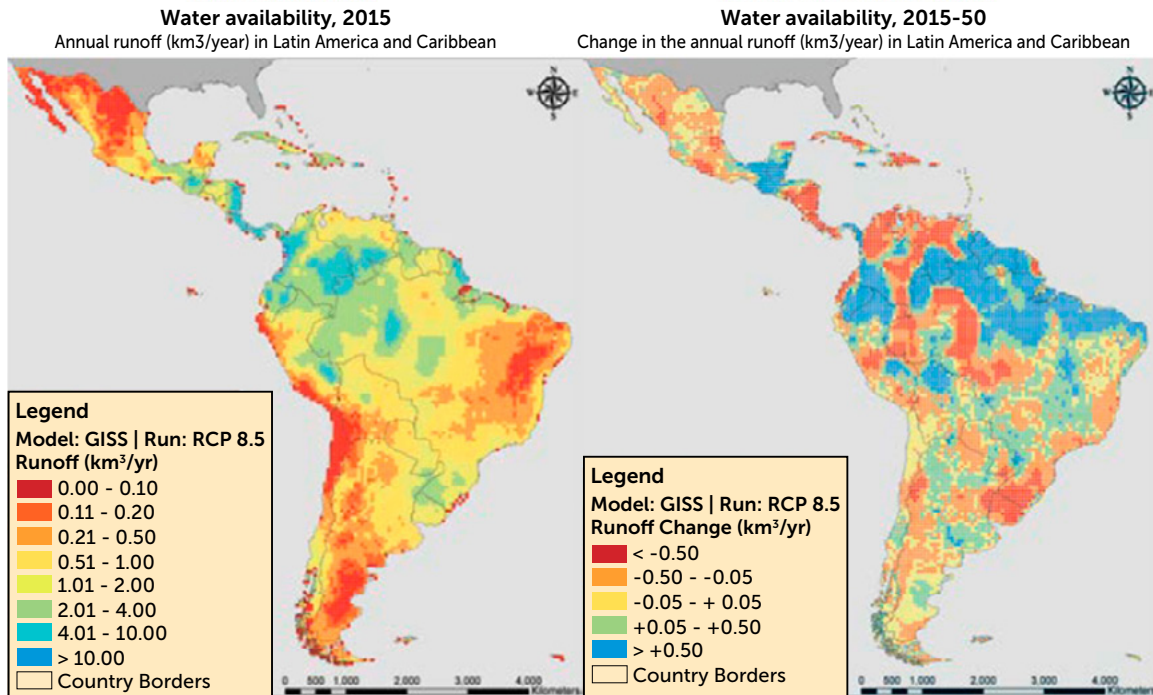 Water availability, 2015
Annual runoff (km3/year) in Latin America and Caribbean
N
W E
S
Legend
Model: GISS | Run: RCP 8.5
Runoff (km³/yr)
0.00 - 0.10
0.11 - 0.20
0.21 - 0.50
0.51 - 1.00
1.01 - 2.00
2.01 - 4.00
4.01 - 10.00
> 10.00
Country Borders
0 500 1.000 2.000 3.000 4.000
Kilometers
Water availability, 2015-50
Change in the annual runoff (km3/year) in Latin America and Caribbean
N
W E
S
Legend
Model: GISS | Run: RCP 8.5
Runoff Change (km³/yr)
< -0.50
-0.50 - -0.05
-0.05 - + 0.05
+0.05 - +0.50
> +0.50
Country Borders
0 500 1.000 2.000 3.000 4.000
Kilometers